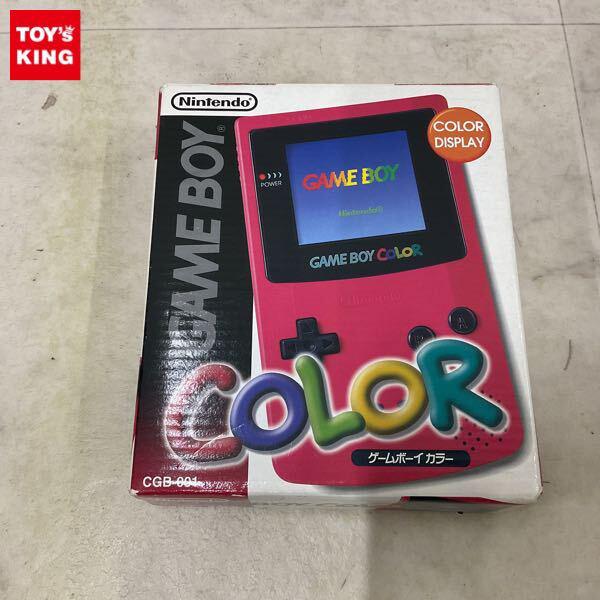 TOY'S
KING
Nintendo
GAME BOY
COLOR
DISPLAY
POWER
GAME BOY
Nintendo®
GAME BOY COLOR
Nintendo
B A
COLOR
ゲームボーイカラー
CGB-001